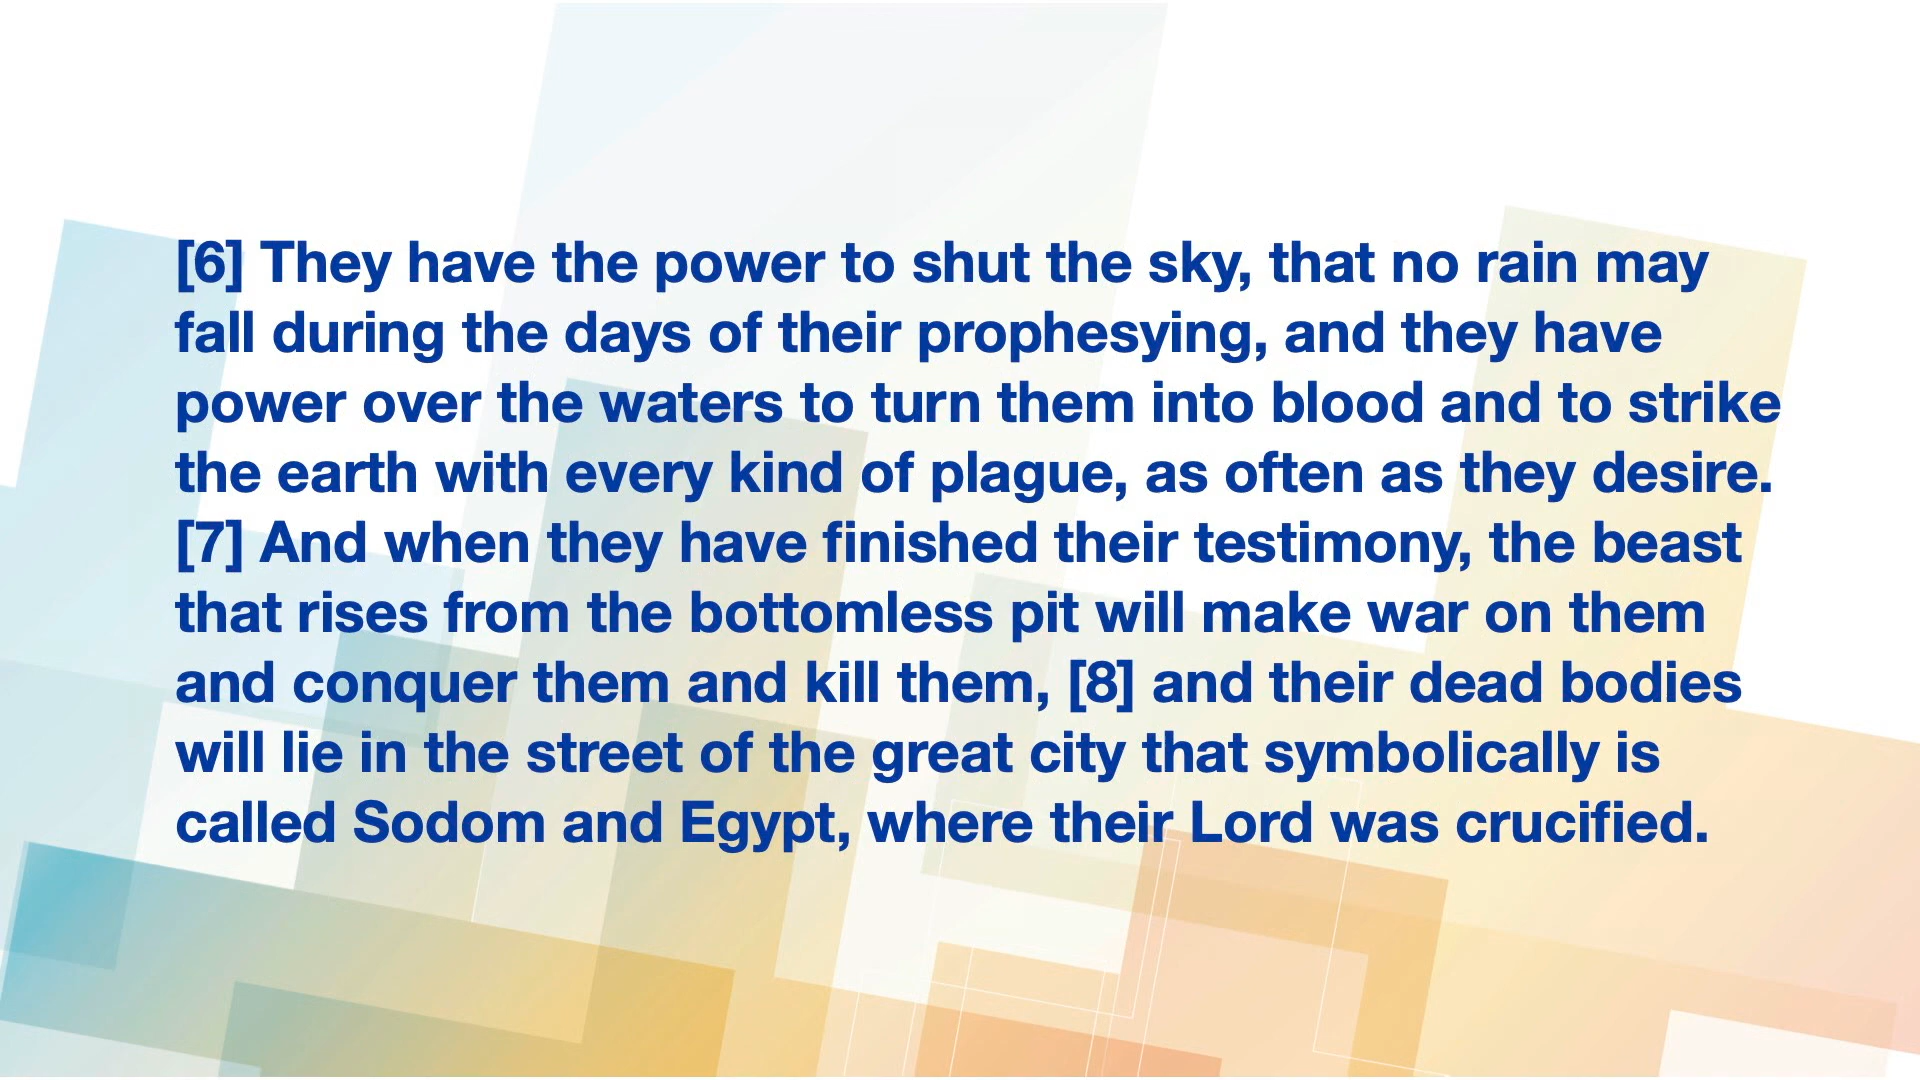 [6] They have the power to shut the sky, that no rain may
fall during the days of their prophesying, and they have
power over the waters to turn them into blood and to strike
the earth with every kind of plague, as often as they desire.
[7] And when they have finished their testimony, the beast
that rises from the bottomless pit will make war on them
and conquer them and kill them, [8] and their dead bodies
will lie in the street of the great city that symbolically is
called Sodom and Egypt, where their Lord was crucified.